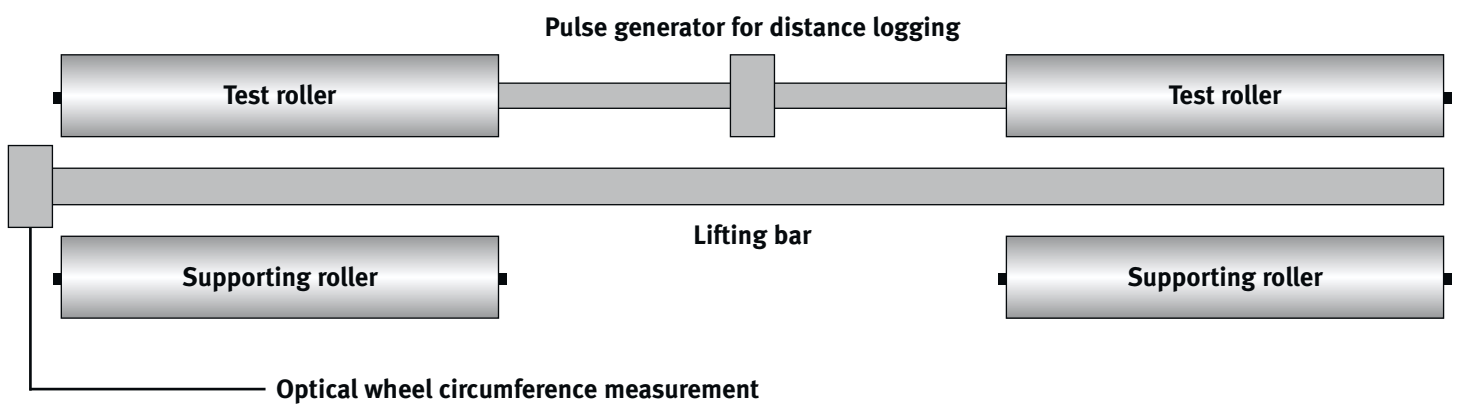 Pulse generator for distance logging
Test roller
Test roller
Lifting bar
Supporting roller
Supporting roller
Optical wheel circumference measurement